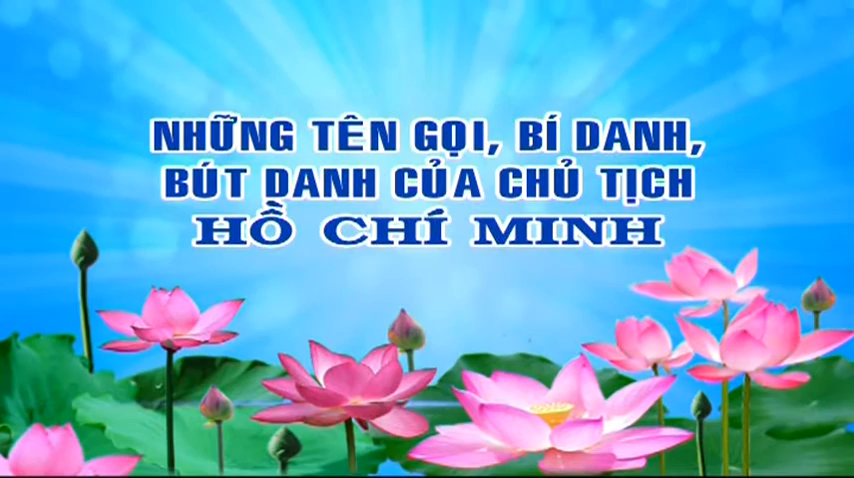 NHỮNG TÊN GỌI, BÍ DANH,
BÚT DANH CỦA CHỦ TỊCH
HỒ CHÍ MINH